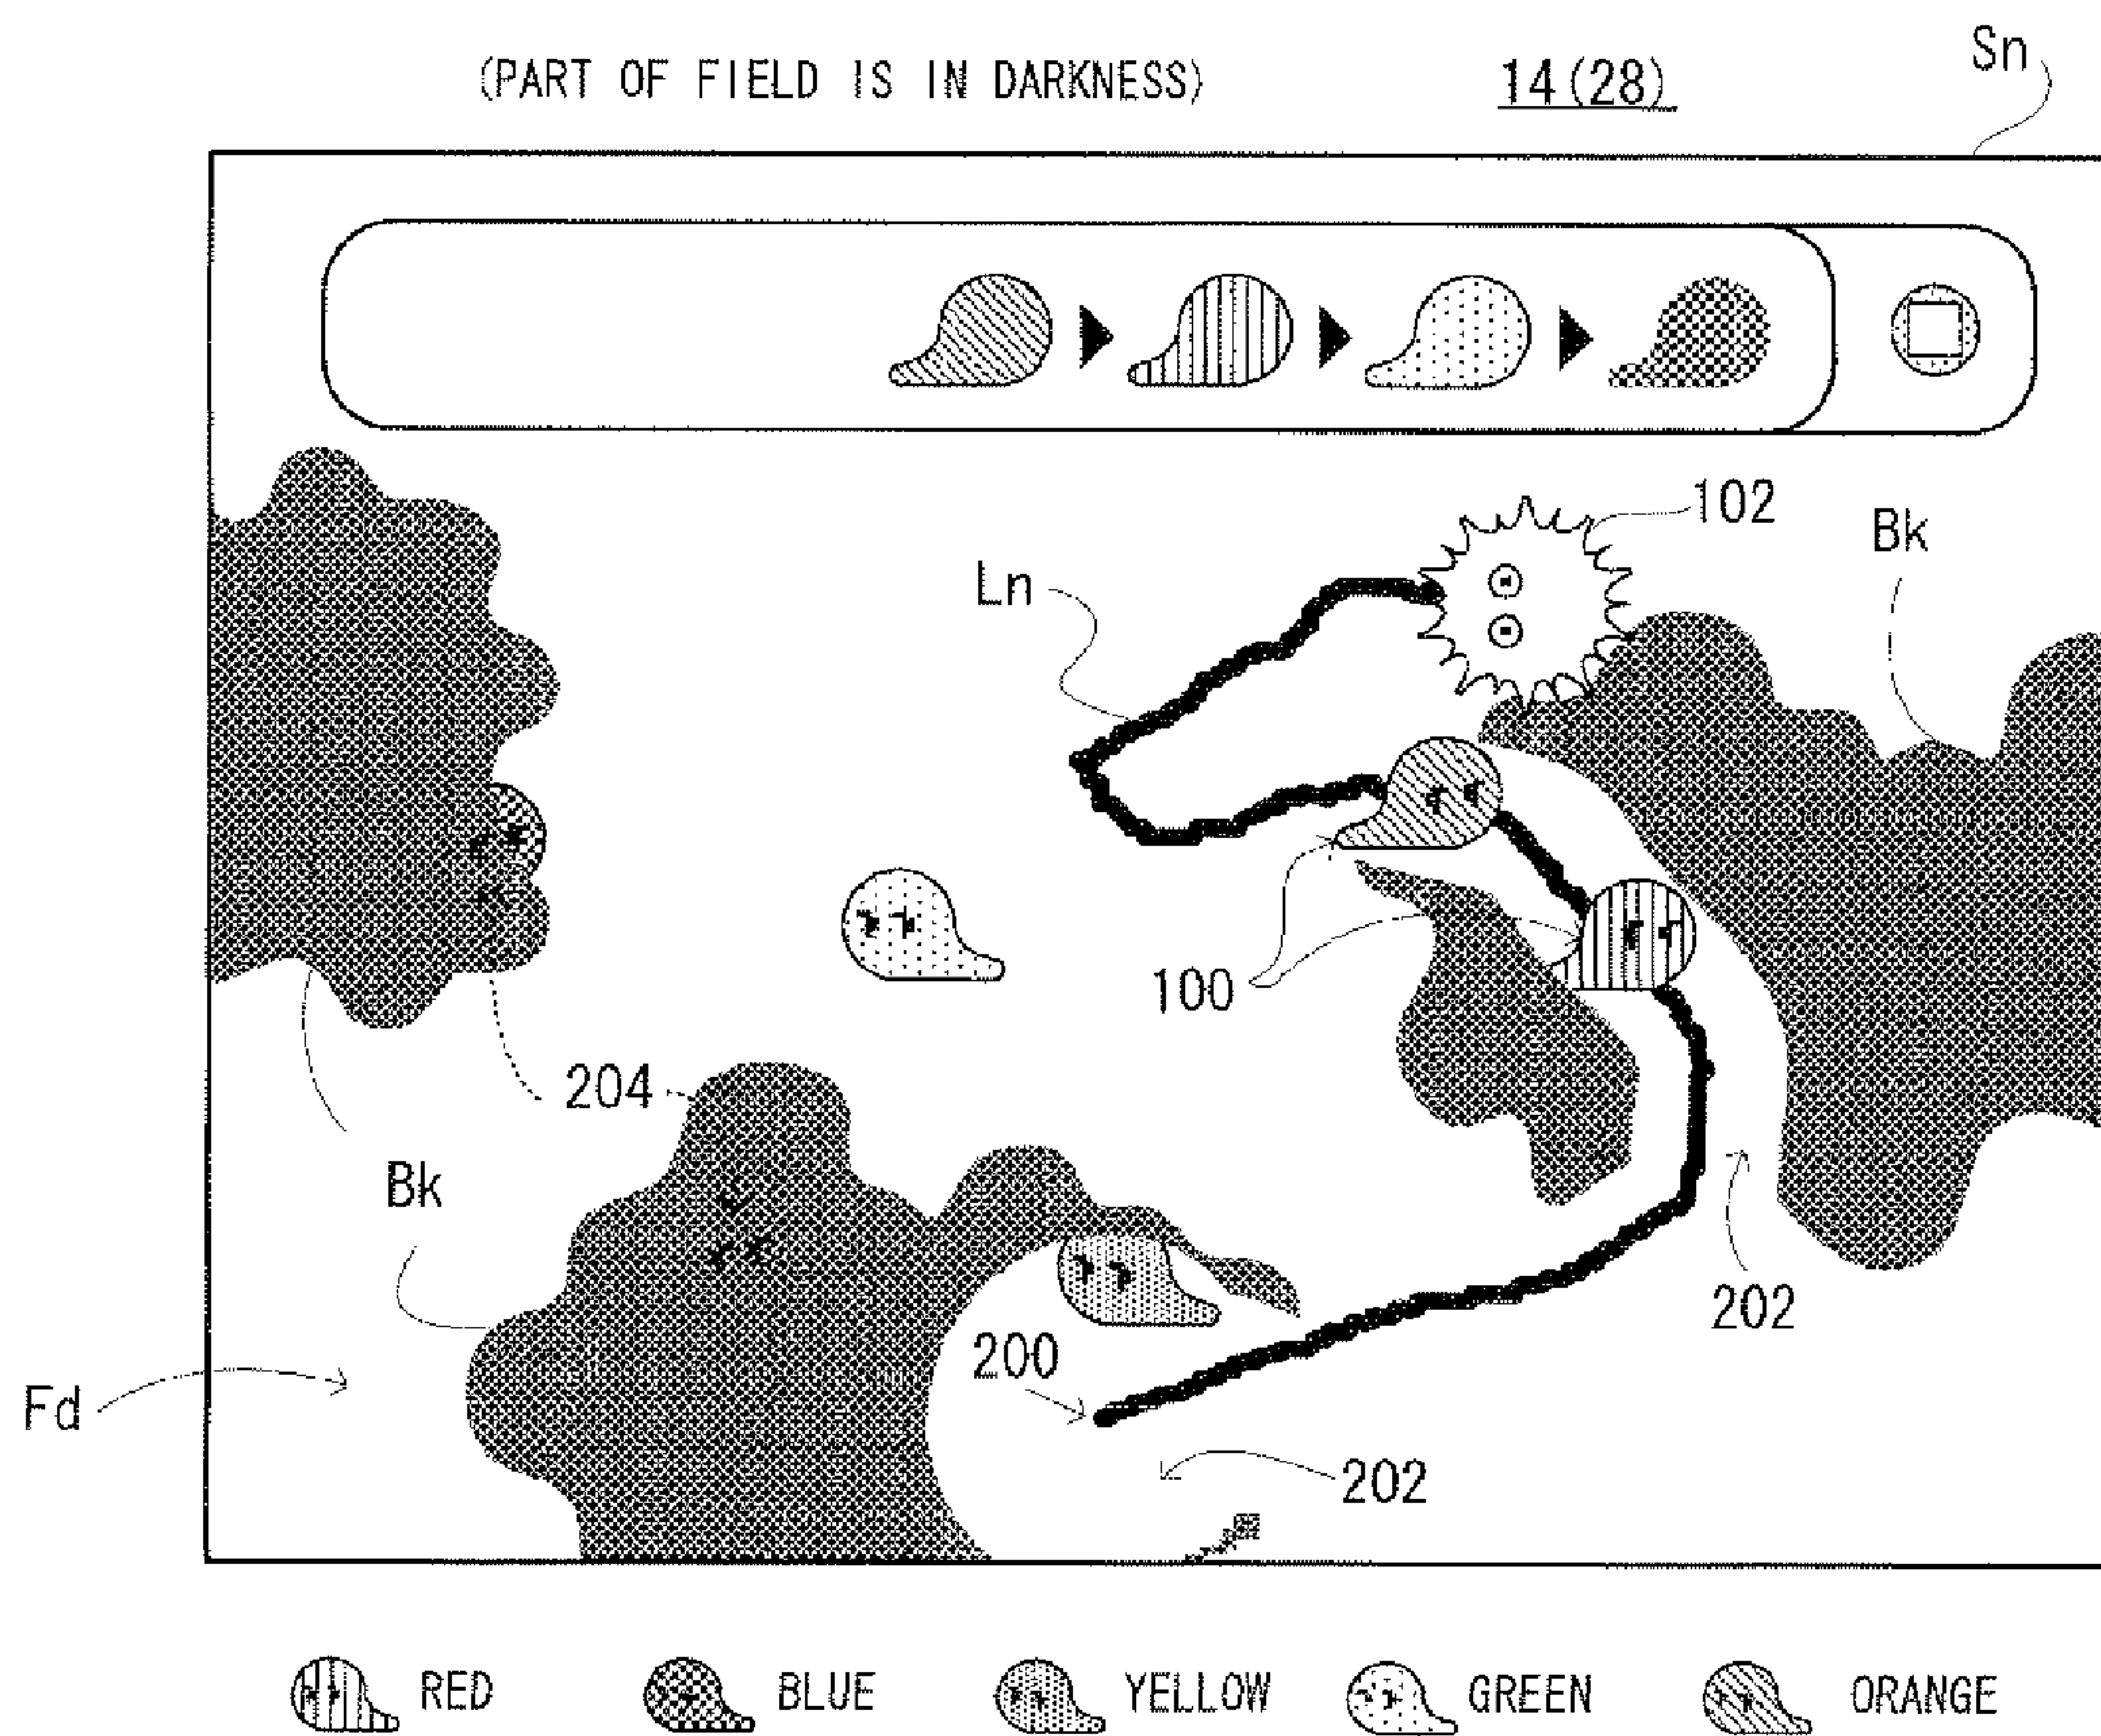 (PART OF FIELD IS IN DARKNESS)
14(28)
Sn
102
Bk
Ln
100
204
Bk
202
200
Fd
202
RED
BLUE
YELLOW
GREEN
ORANGE